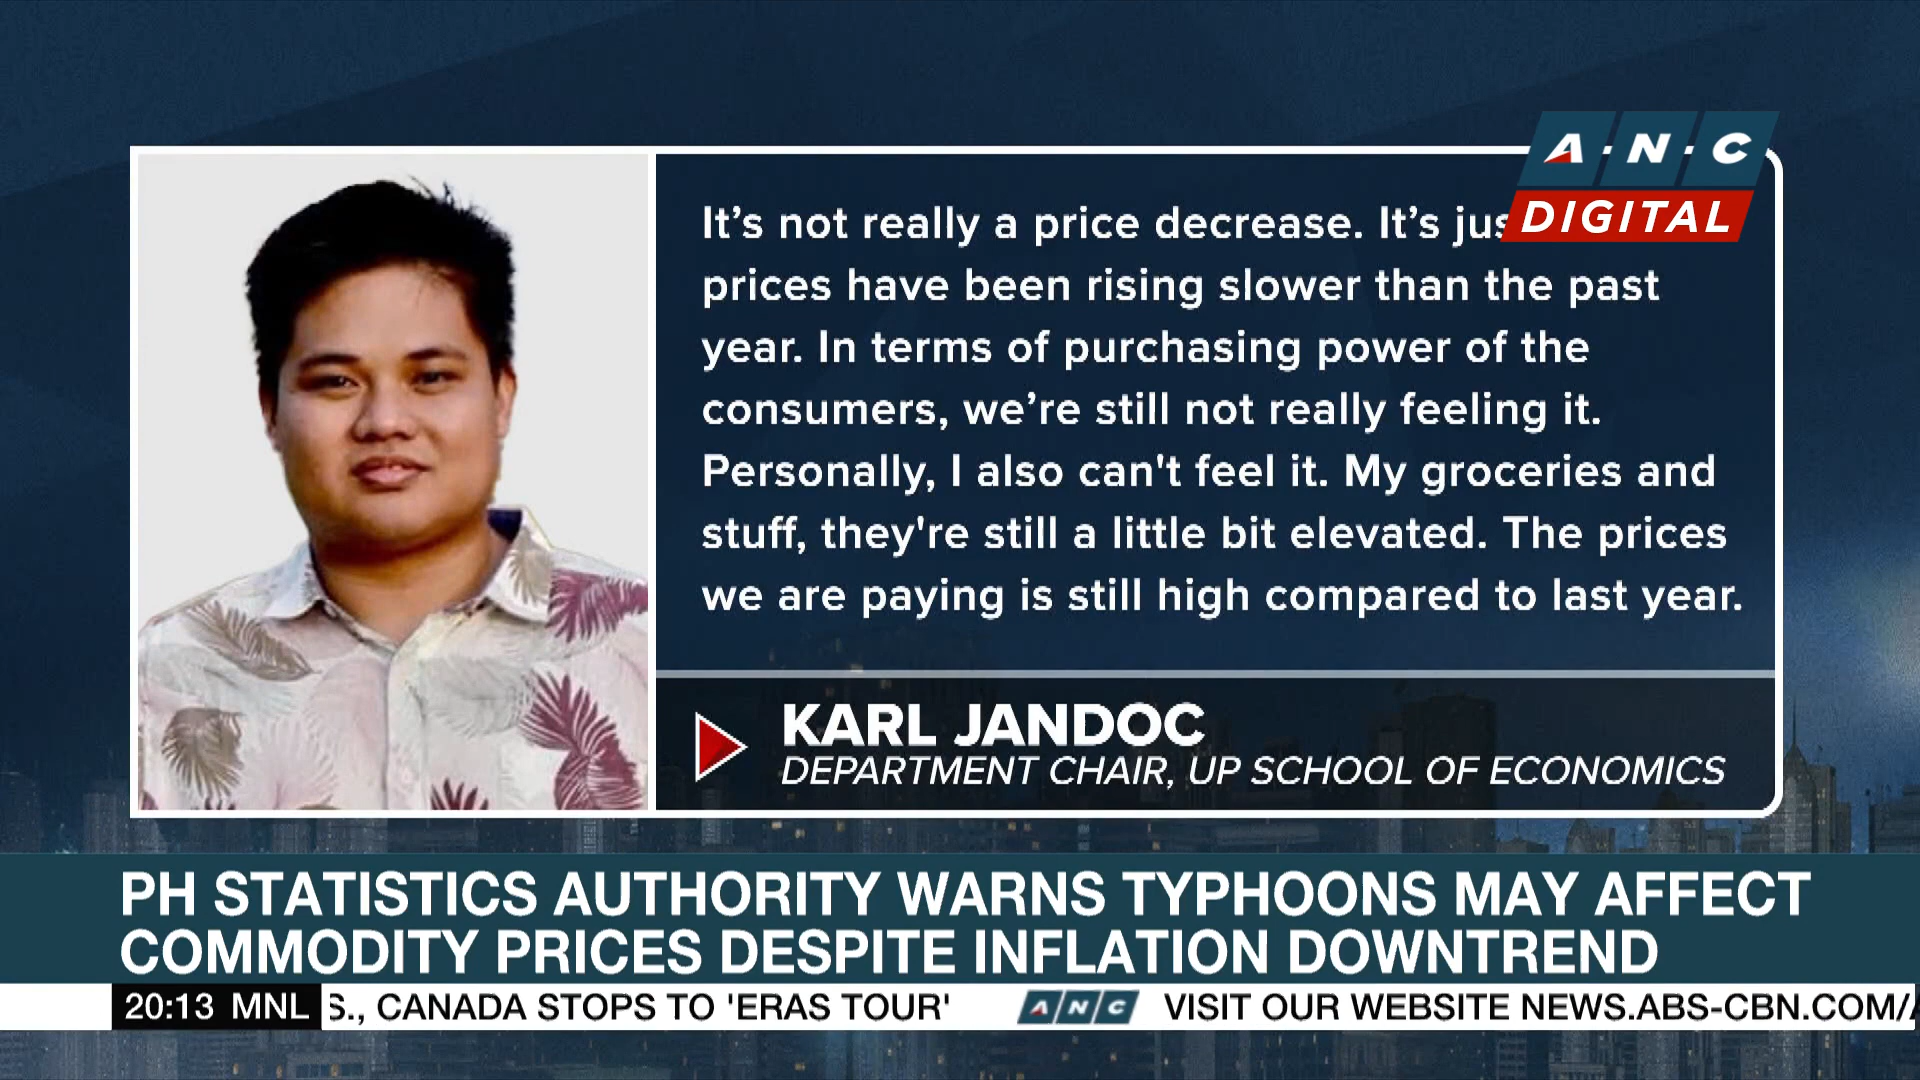 A·N·C
DIGITAL
It’s not really a price decrease. It’s
prices have been rising slower than the past
year. In terms of purchasing power of the
consumers, we’re still not really feeling it.
Personally, I also can't feel it. My groceries and
stuff, they're still a little bit elevated. The prices
we are paying is still high compared to last year.
KARL JANDOC
DEPARTMENT CHAIR, UP SCHOOL OF ECONOMICS
PH STATISTICS AUTHORITY WARNS TYPHOONS MAY AFFECT
COMMODITY PRICES DESPITE INFLATION DOWNTREND
20:13 MNL S., CANADA STOPS TO 'ERAS TOUR' ANC VISIT OUR WEBSITE NEWS.ABS-CBN.COM/